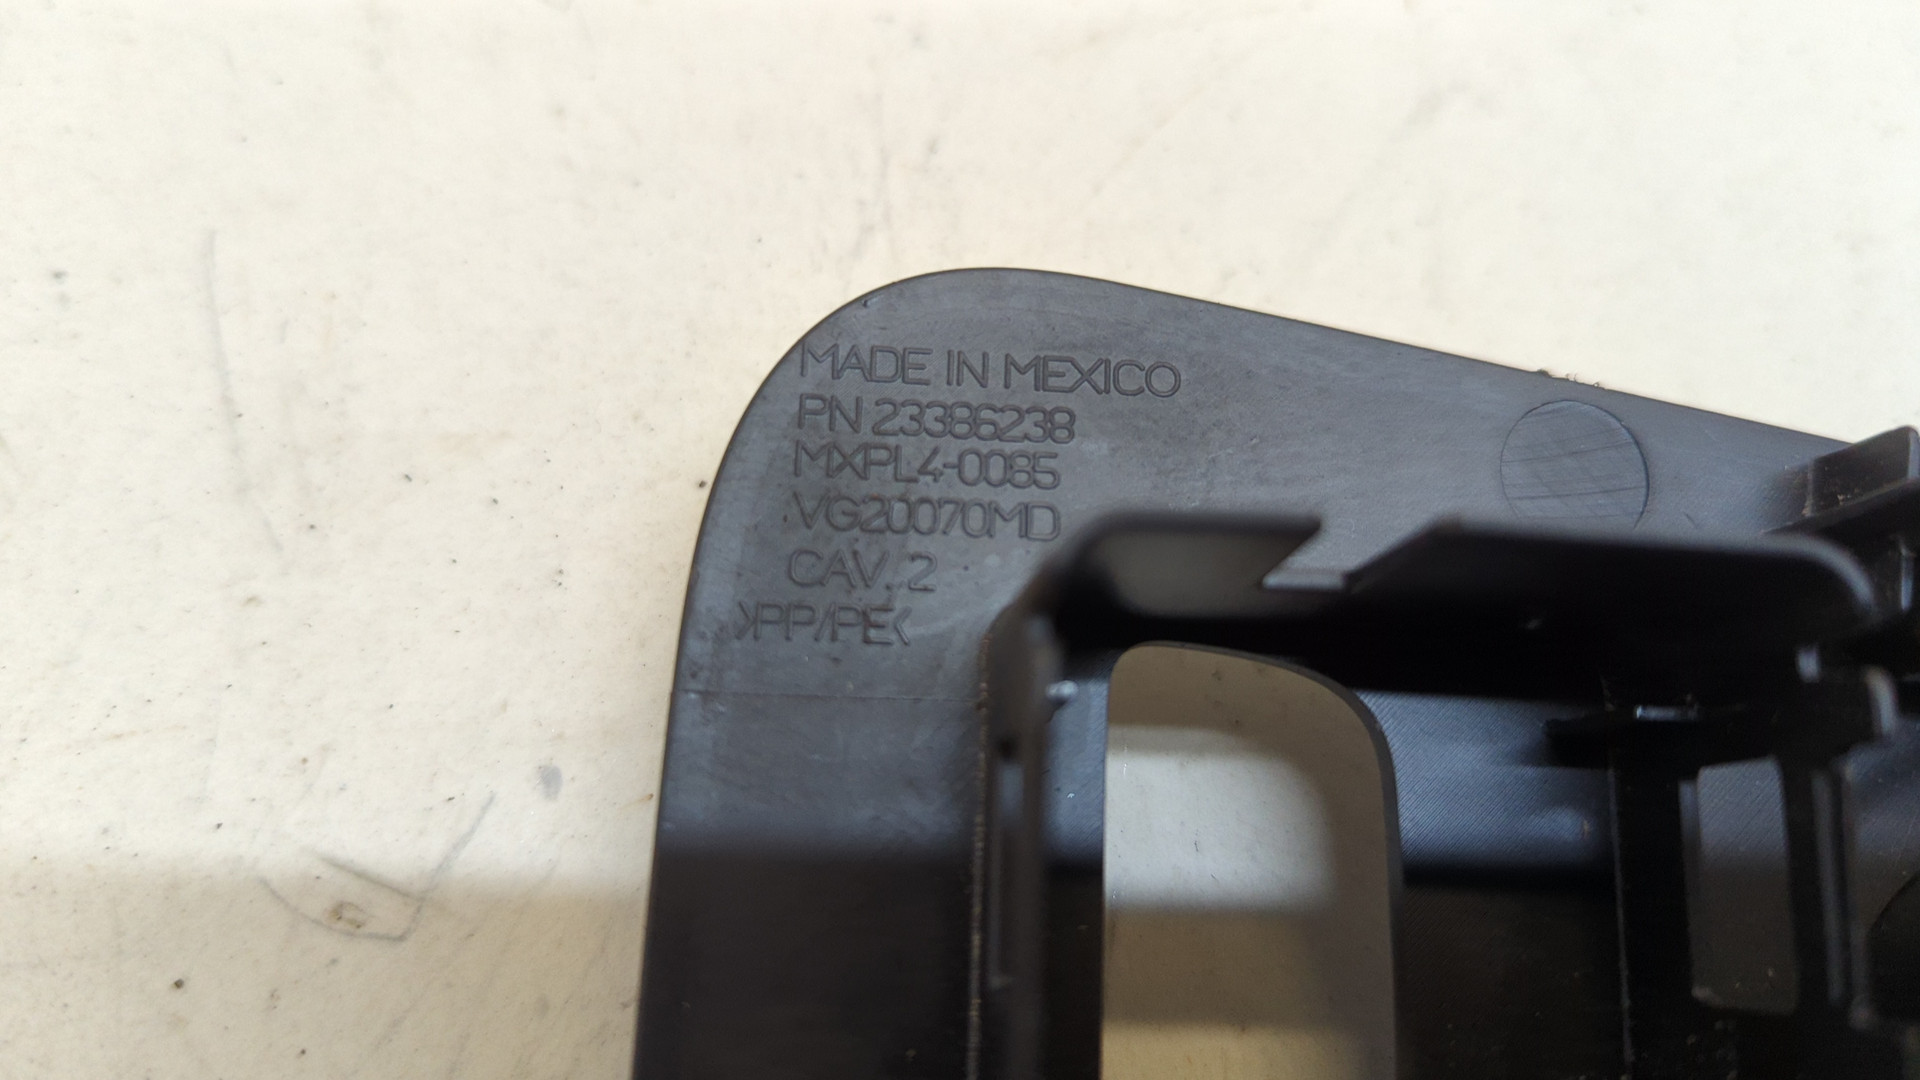 MADE IN MEXICO
PN 23386238
MXPL4-0085
VG20070MD
CAV. 2
>PP/PE<